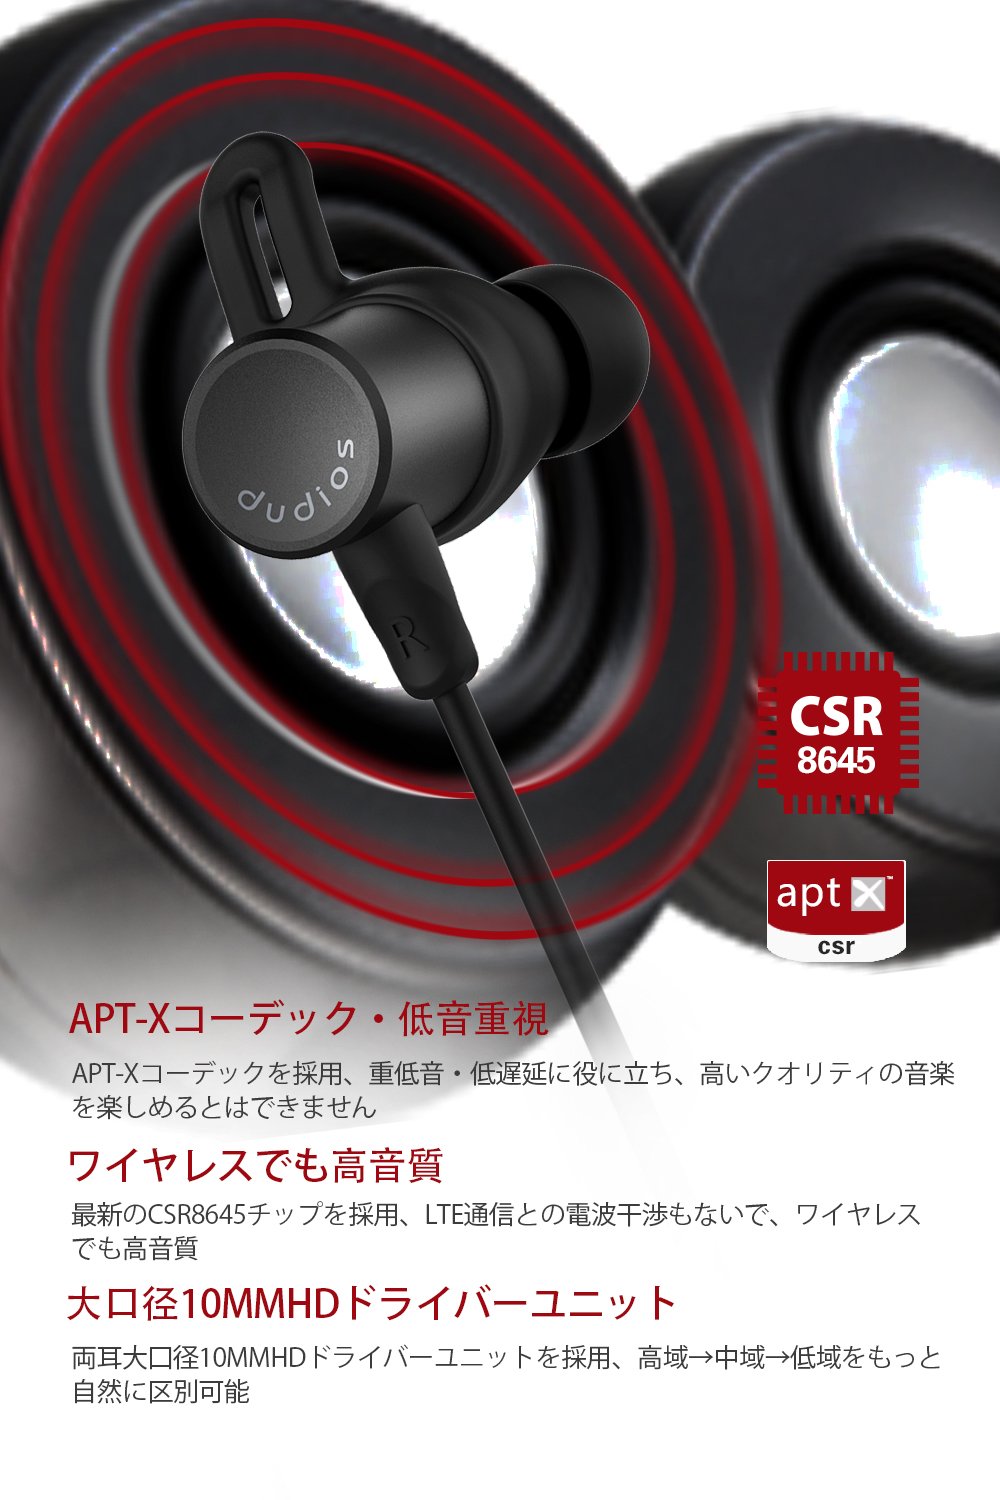 dudios
R
CSR
8645
aptX™
csr
APT-Xコーデック・低音重視
APT-Xコーデックを採用、重低音・低遅延に役に立ち、高いクオリティの音楽
を楽しめるとはできません
ワイヤレスでも高音質
最新のCSR8645チップを採用、LTE通信との電波干渉もないで、ワイヤレス
でも高音質
大口径10MMHDドライバーユニット
両耳大口径10MMHDドライバーユニットを採用、高域→中域→低域をもっと
自然に区別可能